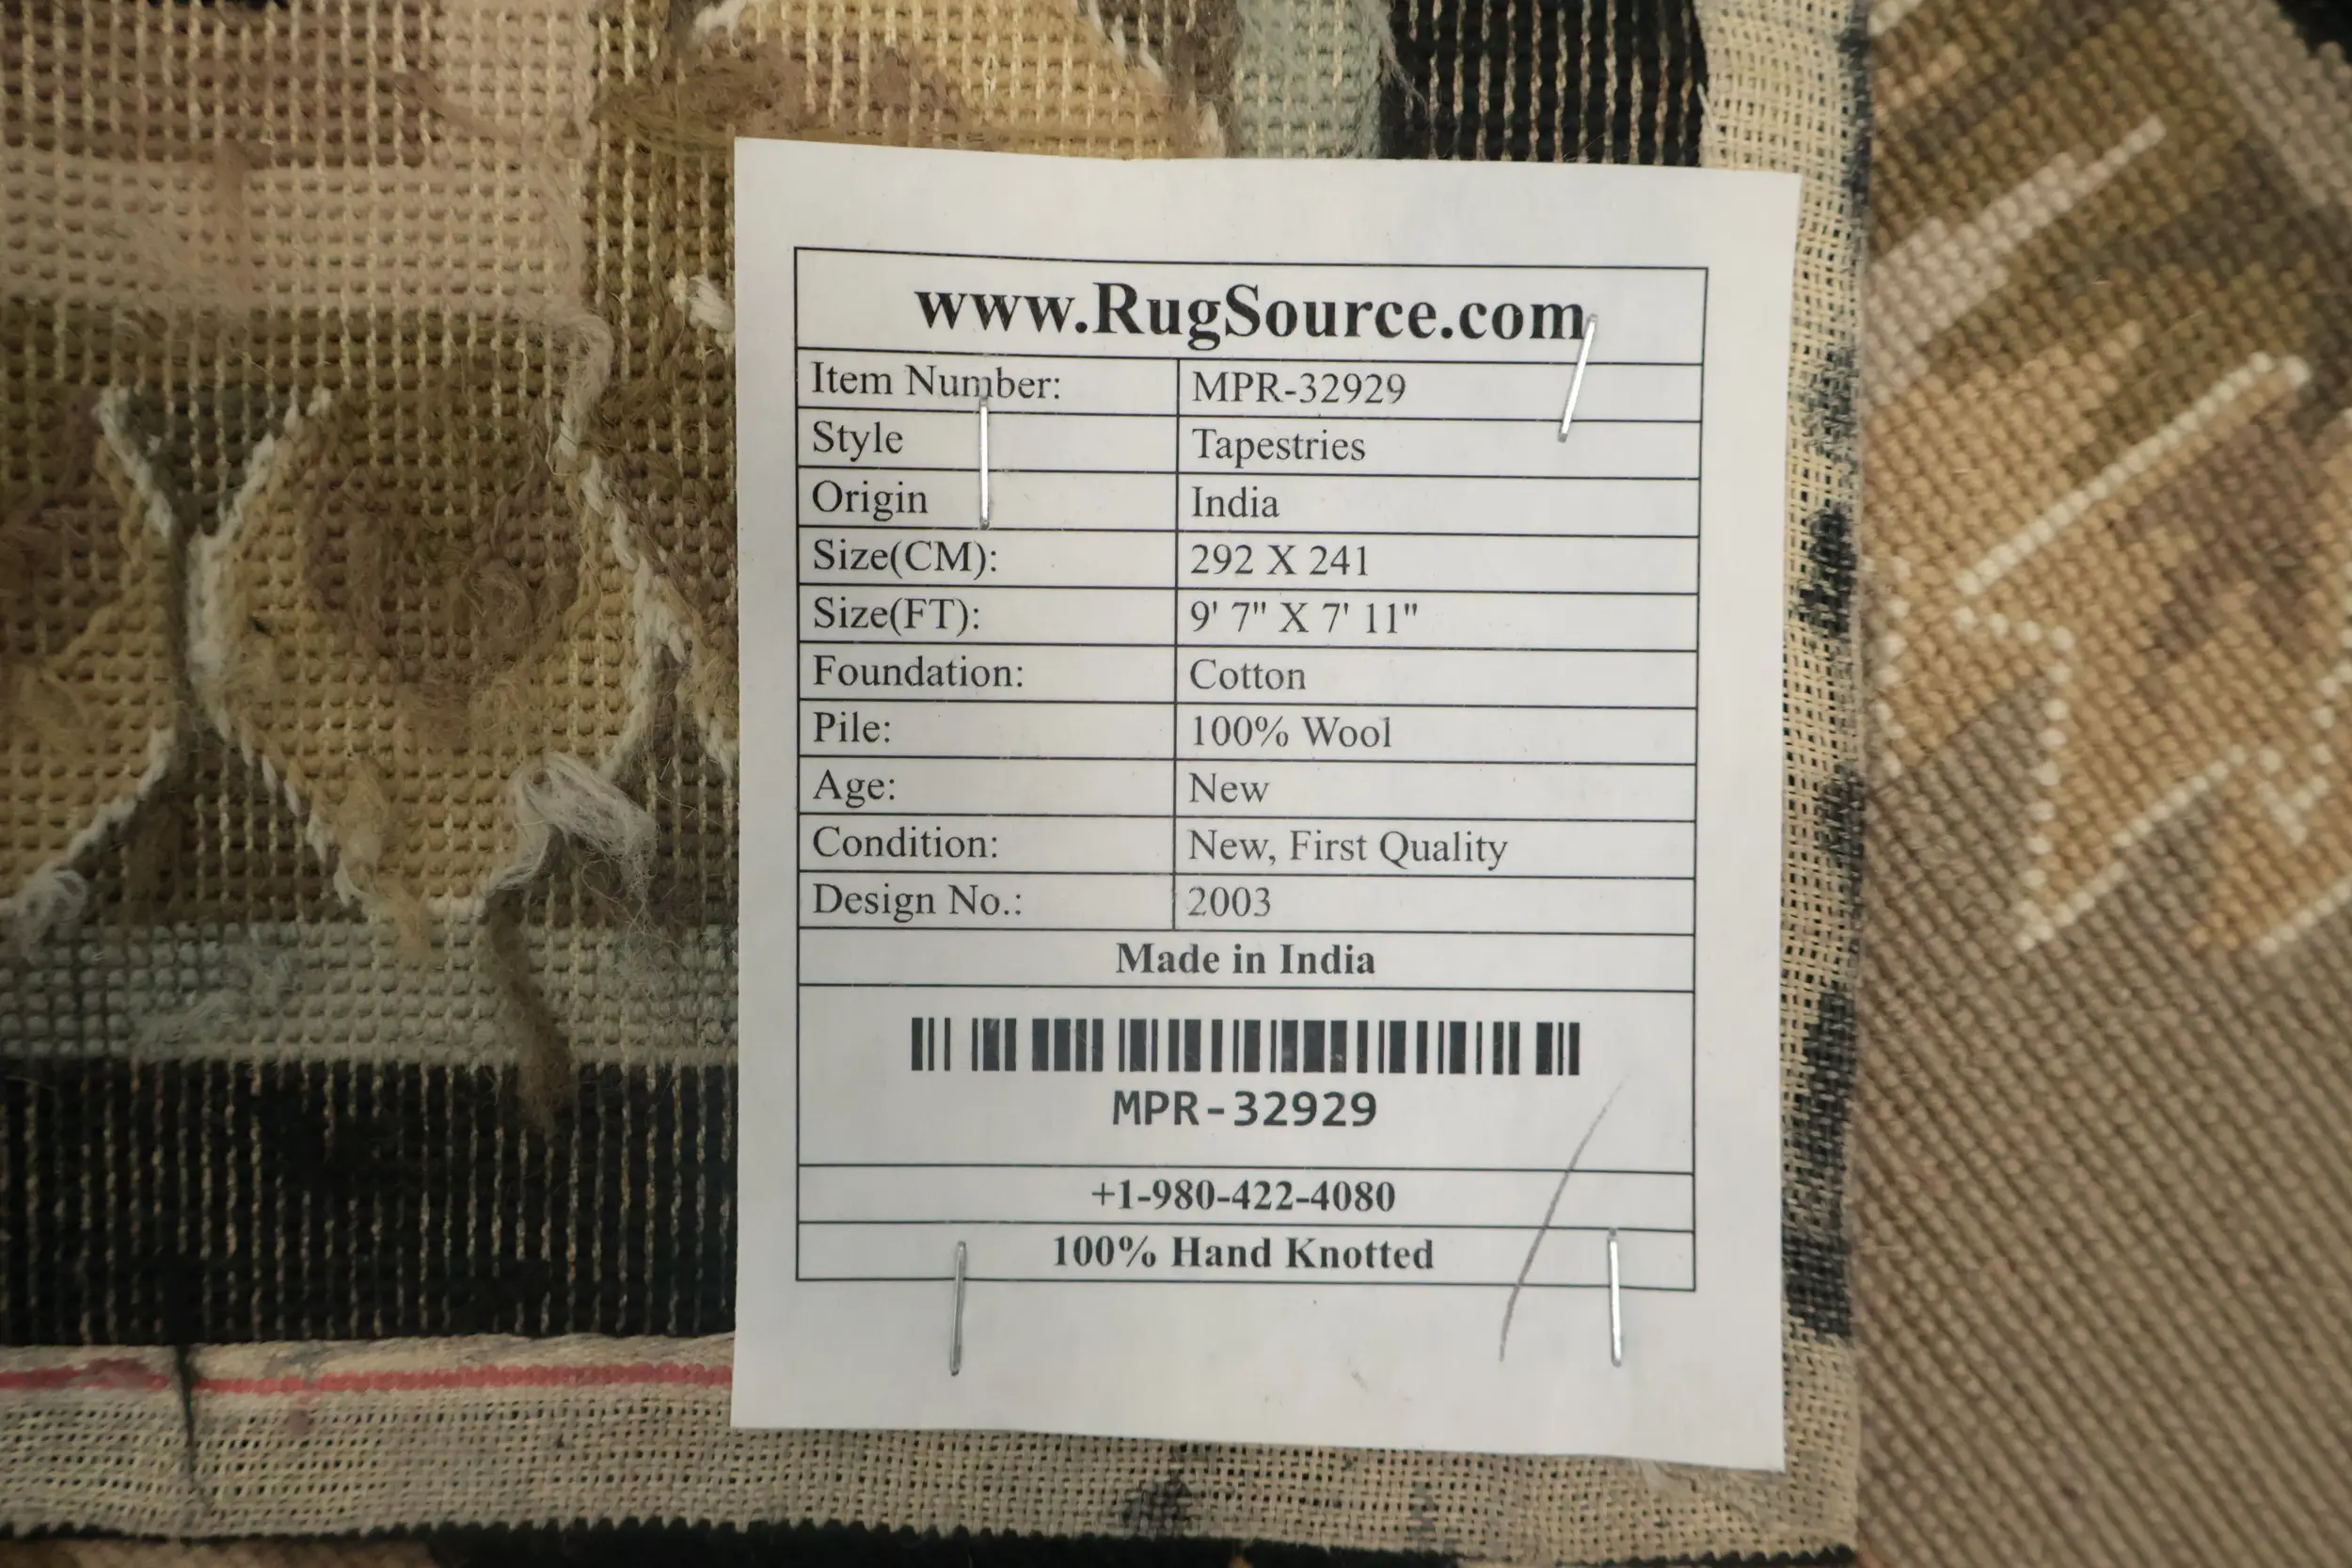 www.RugSource.com
Item Number: MPR-32929
Style Tapestries
Origin India
Size(CM): 292 X 241
Size(FT): 9' 7" X 7' 11"
Foundation: Cotton
Pile: 100% Wool
Age: New
Condition: New, First Quality
Design No.: 2003
Made in India
MPR-32929
+1-980-422-4080
100% Hand Knotted